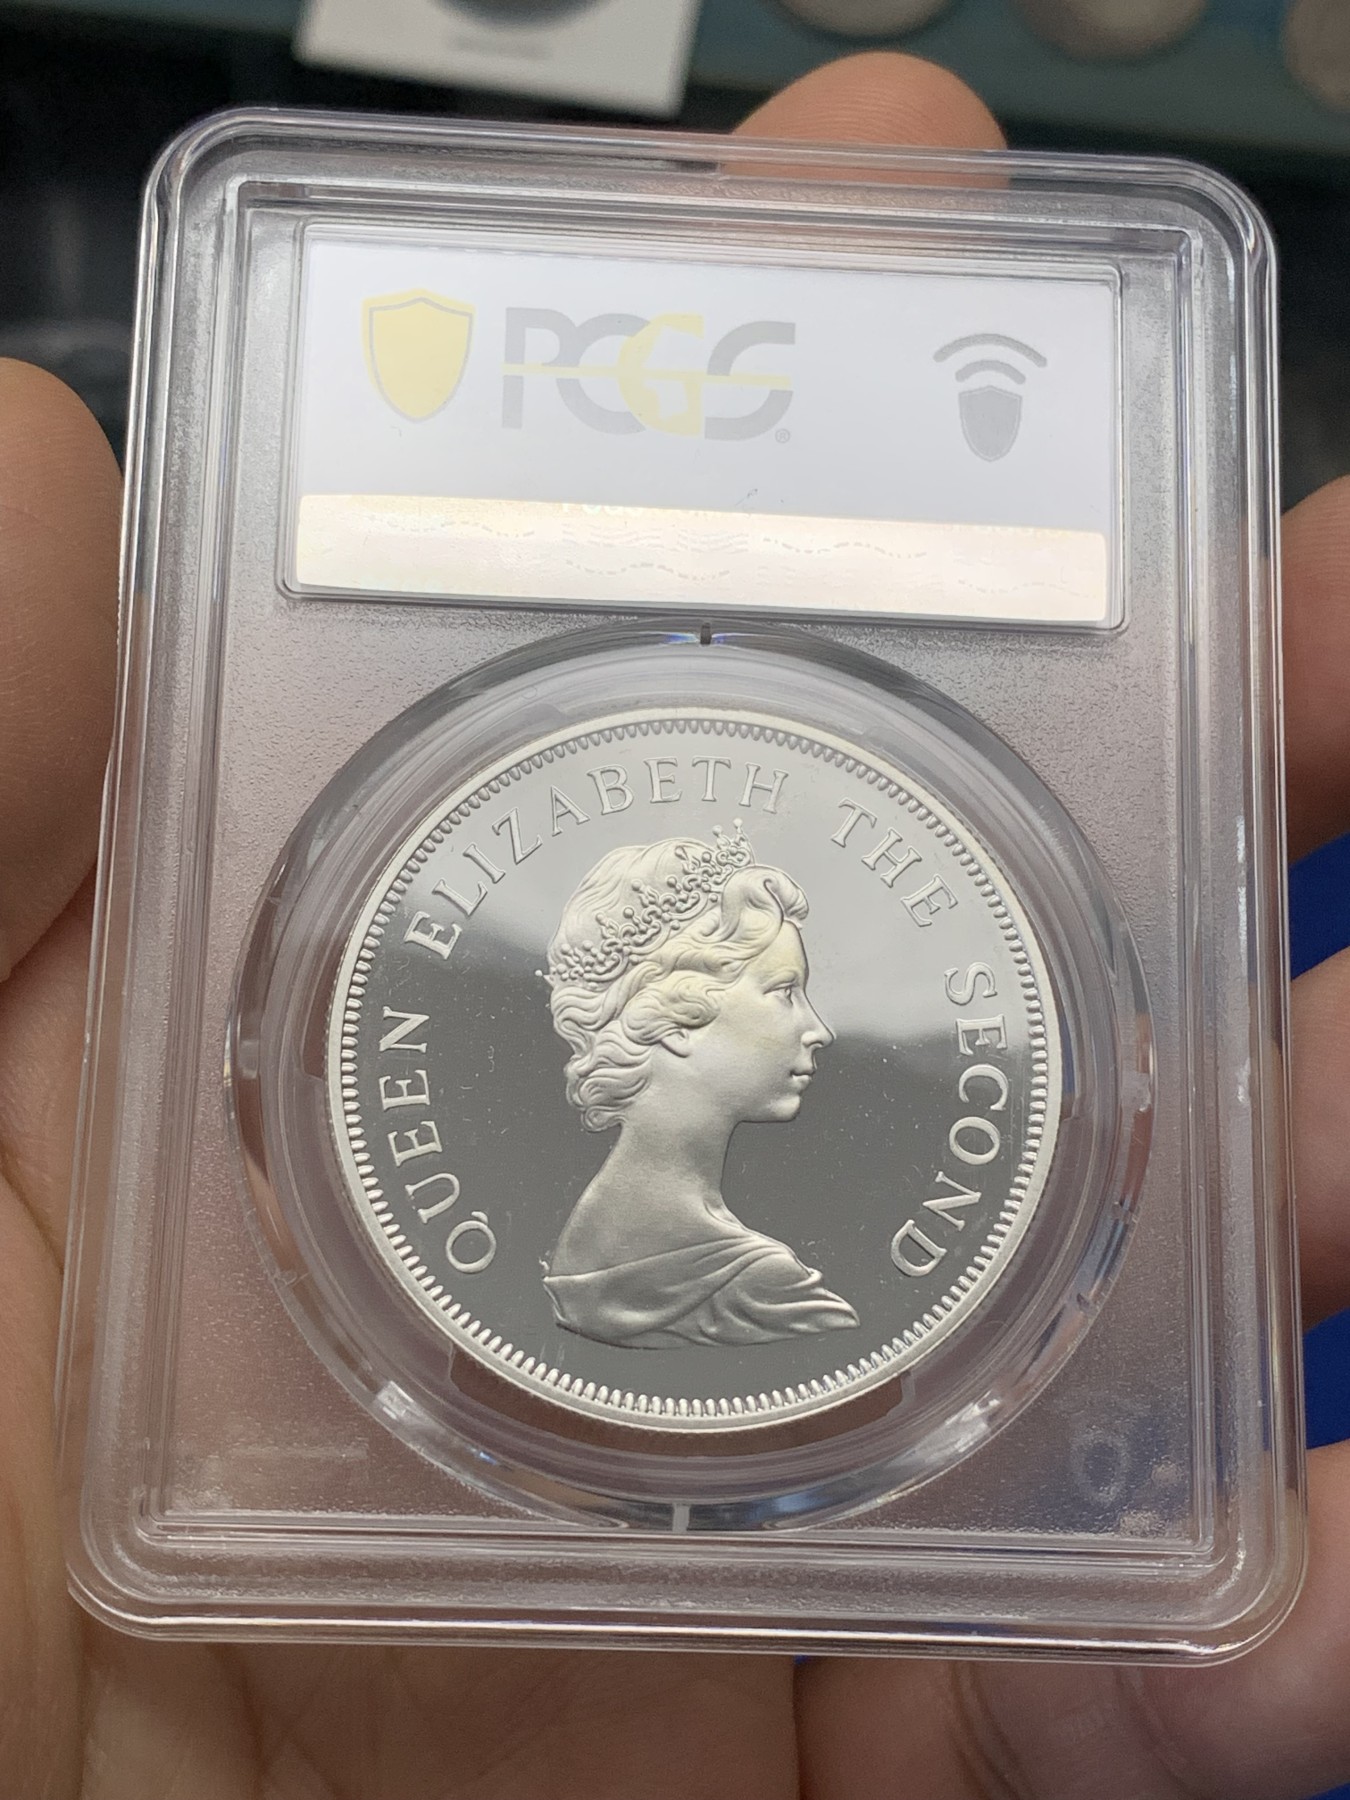 PCGS®
QUEEN ELIZABETH THE SECOND